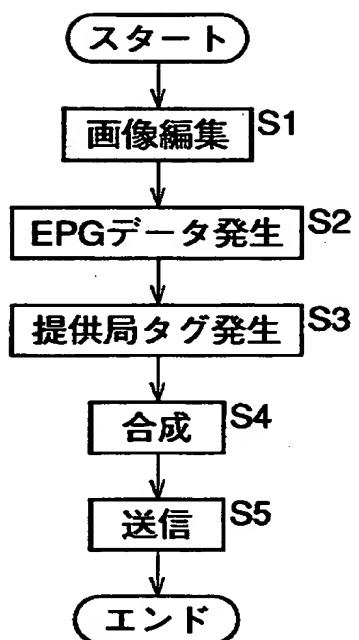 スタート
画像編集 S1
EPGデータ発生 S2
提供局タグ発生 S3
合成 S4
送信 S5
エンド